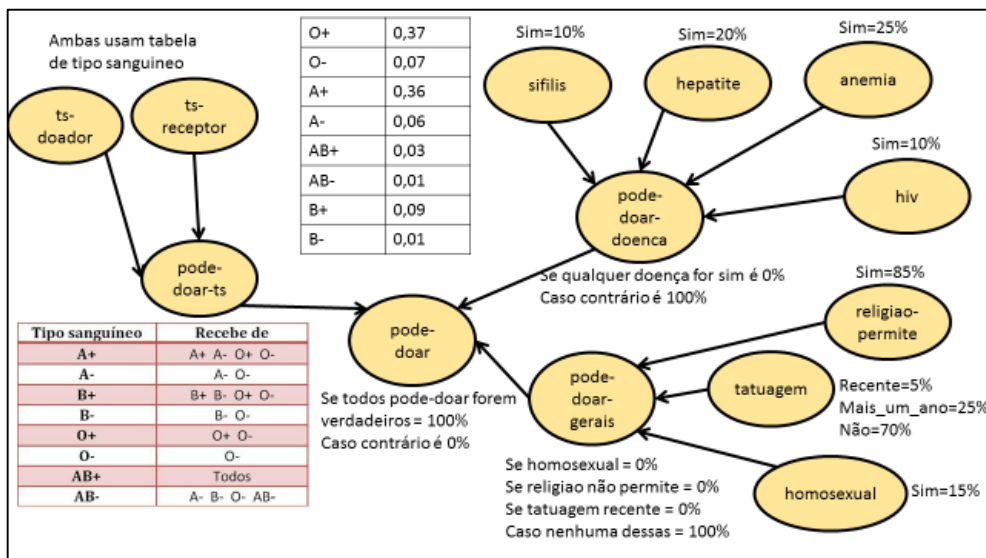 Ambas usam tabela
de tipo sanguineo
ts-
doador
ts-
receptor
pode-
doar-ts
O+ 0,37
O- 0,07
A+ 0,36
A- 0,06
AB+ 0,03
AB- 0,01
B+ 0,09
B- 0,01
Sim=10%
sifilis
Sim=20%
hepatite
Sim=25%
anemia
Sim=10%
hiv
pode-
doar-
doenca
Se qualquer doença for sim é 0%
Caso contrário é 100%
Tipo sanguíneo Recebe de
A+ A+ A- O+ O-
A- A- O-
B+ B+ B- O+ O-
B- B- O-
O+ O+ O-
O- O-
AB+ Todos
AB- A- B- O- AB-
pode-
doar
Se todos pode-doar forem
verdadeiros = 100%
Caso contrário é 0%
Sim=85%
religiao-
permite
pode-
doar-
gerais
tatuagem
Recente=5%
Mais_um_ano=25%
Não=70%
Se homosexual = 0%
Se religiao não permite = 0%
Se tatuagem recente = 0%
Caso nenhuma dessas = 100%
homosexual
Sim=15%